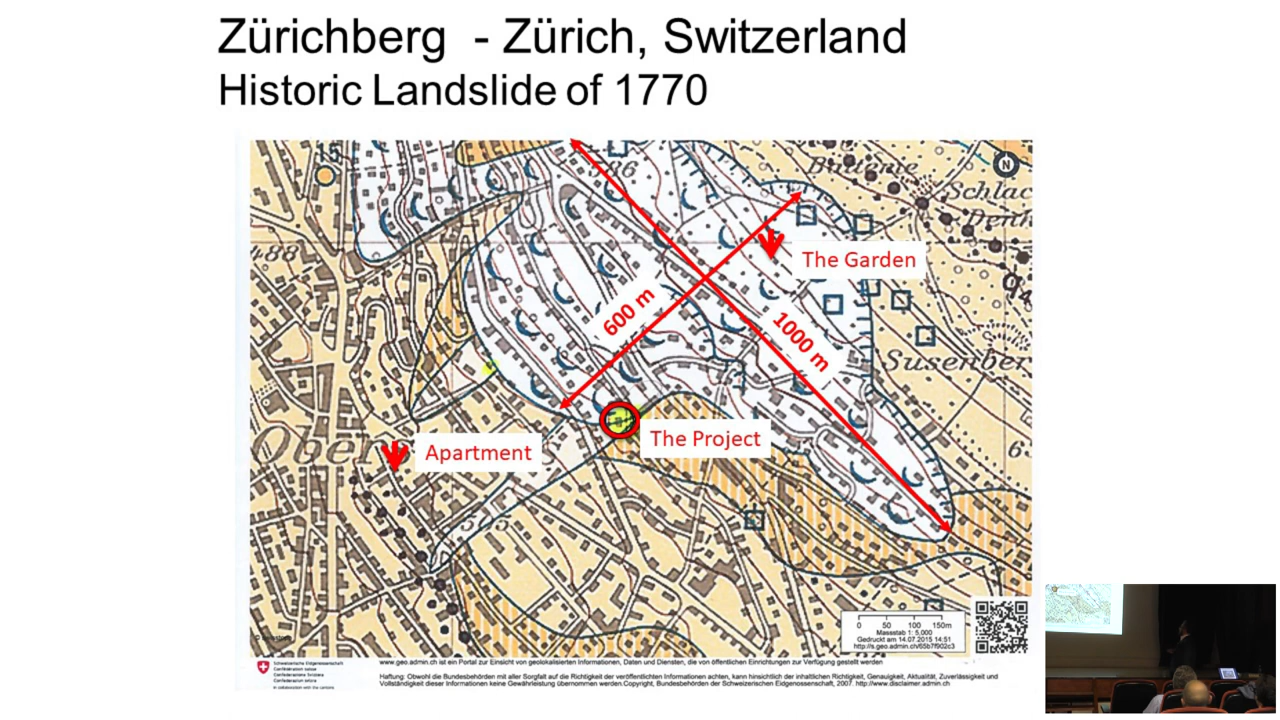 Zürichberg - Zürich, Switzerland
Historic Landslide of 1770
Schlac
488
The Garden
600 m
1000 m
Susenber
The Project
Apartment
Ober
505
N
0 50 100 150m
Masstab 1: 5,000
Gedruckt am 14.07.2015 14:51
http://s.geo.admin.ch/65b7f902c3
Schweizerische Eidgenossenschaft
Confédération suisse
Confederazione Svizzera
Confederaziun svizra
In collaboration with the cantons
www.geo.admin.ch ist ein Portal zur Einsicht von geolokalisierten Informationen, Daten und Diensten, die von öffentlichen Einrichtungen zur Verfügung gestellt werden
Haftung: Obwohl die Bundesbehörden mit aller Sorgfalt auf die Richtigkeit der veröffentlichten Informationen achten, kann hinsichtlich der inhaltlichen Richtigkeit, Genauigkeit, Aktualität, Zuverlässigkeit und
Vollständigkeit dieser Informationen keine Gewährleistung übernommen werden.Copyright, Bundesbehörden der Schweizerischen Eidgenossenschaft, 2007. http://www.disclaimer.admin.ch